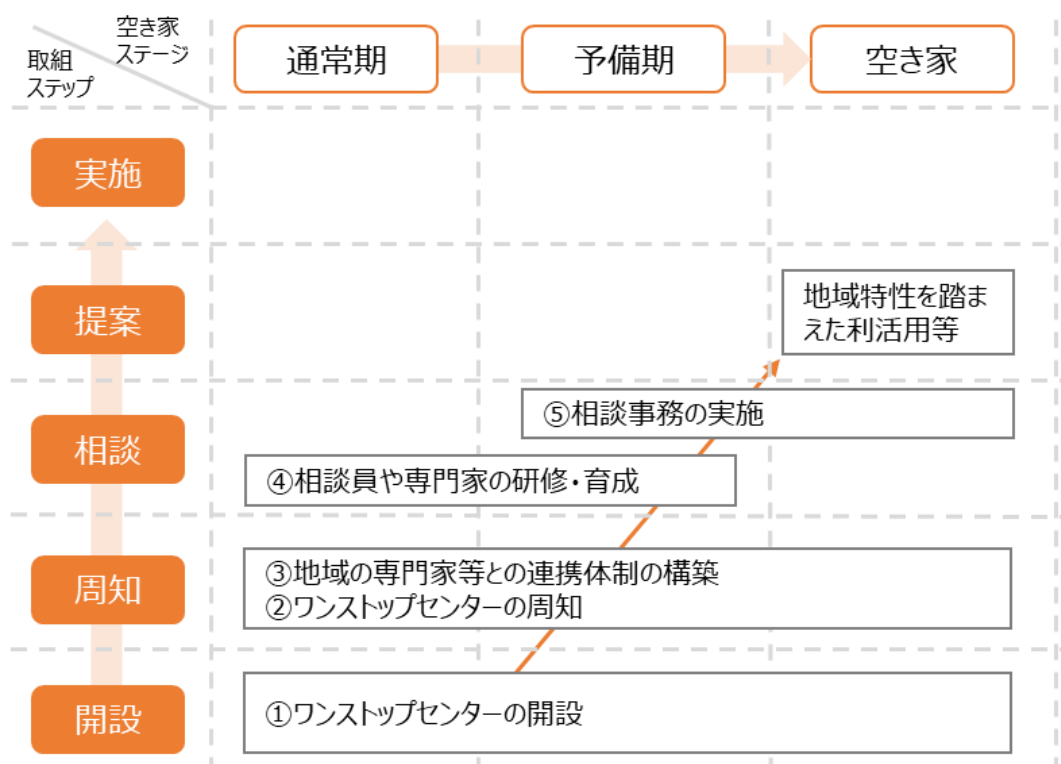 空き家
ステージ
取組
ステップ
通常期
予備期
空き家
実施
提案
地域特性を踏ま
えた利活用等
相談
⑤相談事務の実施
④相談員や専門家の研修・育成
周知
③地域の専門家等との連携体制の構築
②ワンストップセンターの周知
開設
①ワンストップセンターの開設